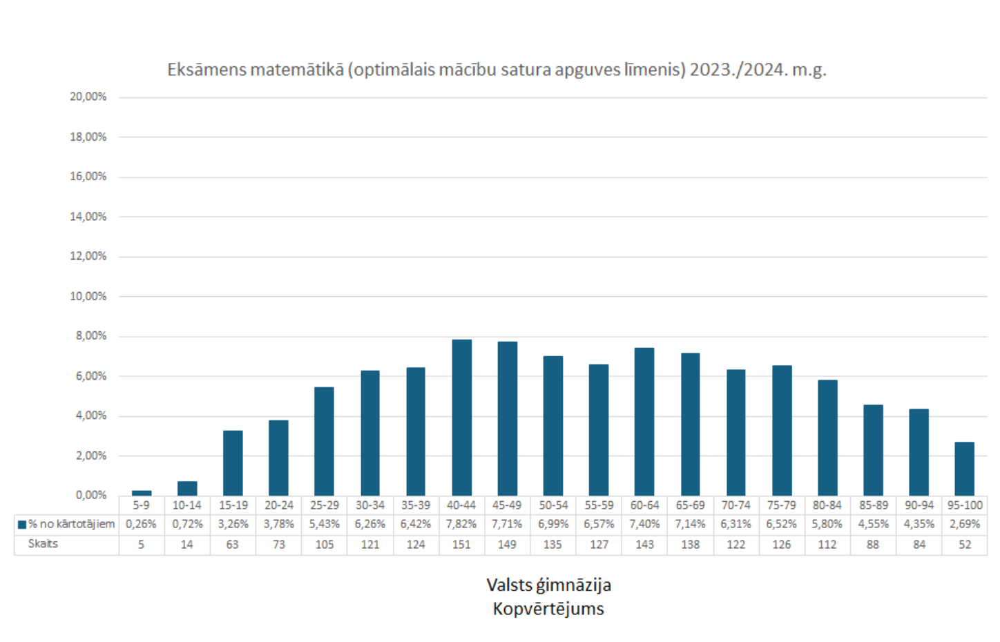 Eksāmens matemātikā (optimālais mācību satura apguves līmenis) 2023./2024. m.g.
20,00%
18,00%
16,00%
14,00%
12,00%
10,00%
8,00%
6,00%
4,00%
2,00%
0,00%
5-9 10-14 15-19 20-24 25-29 30-34 35-39 40-44 45-49 50-54 55-59 60-64 65-69 70-74 75-79 80-84 85-89 90-94 95-100
% no kārtotājiem 0,26% 0,72% 3,26% 3,78% 5,43% 6,26% 6,42% 7,82% 7,71% 6,99% 6,57% 7,40% 7,14% 6,31% 6,52% 5,80% 4,55% 4,35% 2,69%
Skaits 5 14 63 73 105 121 124 151 149 135 127 143 138 122 126 112 88 84 52
Valsts ģimnāzija
Kopvērtējums